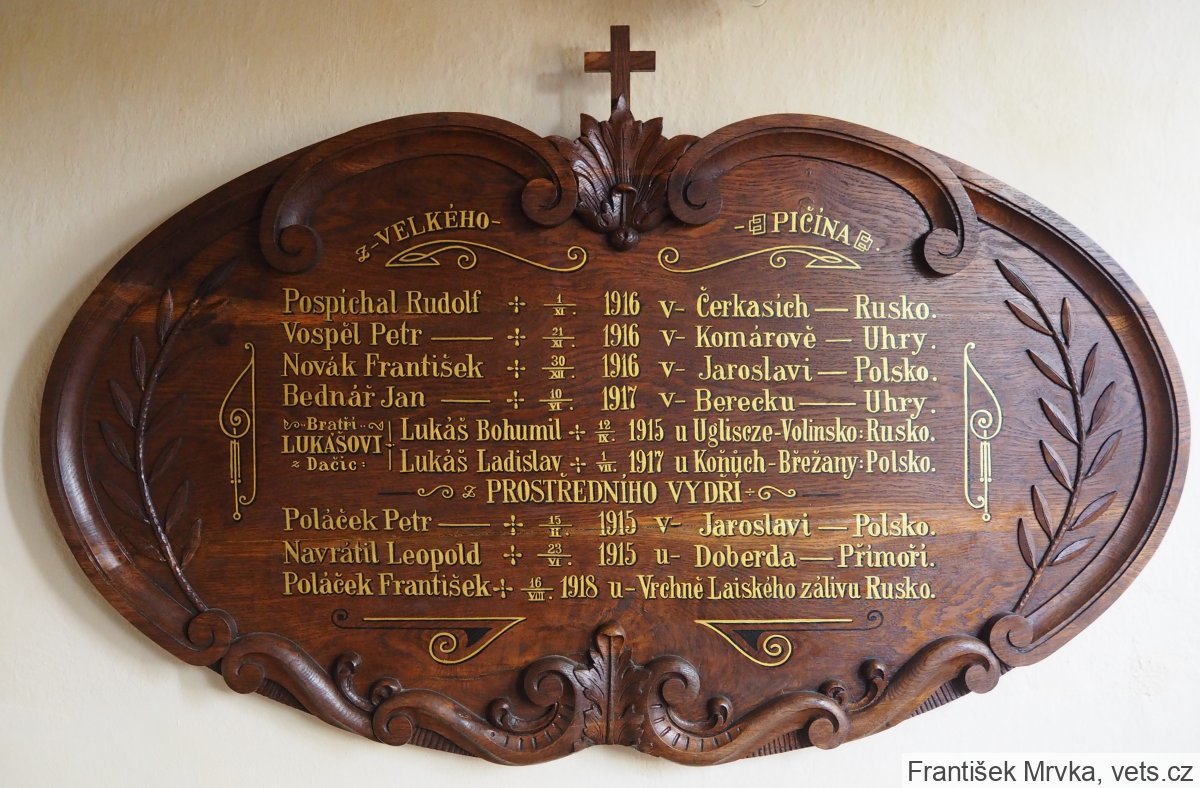 z-VELKÉHO-
- PIČÍNA.
Pospíchal Rudolf ÷ 1/XI. 1916 v- Čerkasích — Rusko.
Vospěl Petr — ÷ 21/XI. 1916 v- Komárově — Uhry.
Novák František ÷ 30/XII. 1916 v- Jaroslavi — Polsko.
Bednář Jan — ÷ 10/VI. 1917 v- Berecku — Uhry.
Bratři
LUKÁŠOVI
z Dačic:
Lukáš Bohumil ÷ 12/IX. 1915 u Ugliscze-Volinsko: Rusko.
Lukáš Ladislav ÷ 1/VII. 1917 u Koňuch-Břežany: Polsko.
z PROSTŘEDNÍHO VYDŘÍ
Poláček Petr — ÷ 15/II. 1915 v- Jaroslavi — Polsko.
Navrátil Leopold ÷ 23/VI. 1915 u- Doberda — Přímoří.
Poláček František ÷ 16/VIII. 1918 u- Vrchně Laiského zálivu Rusko.
František Mrvka, vets.cz